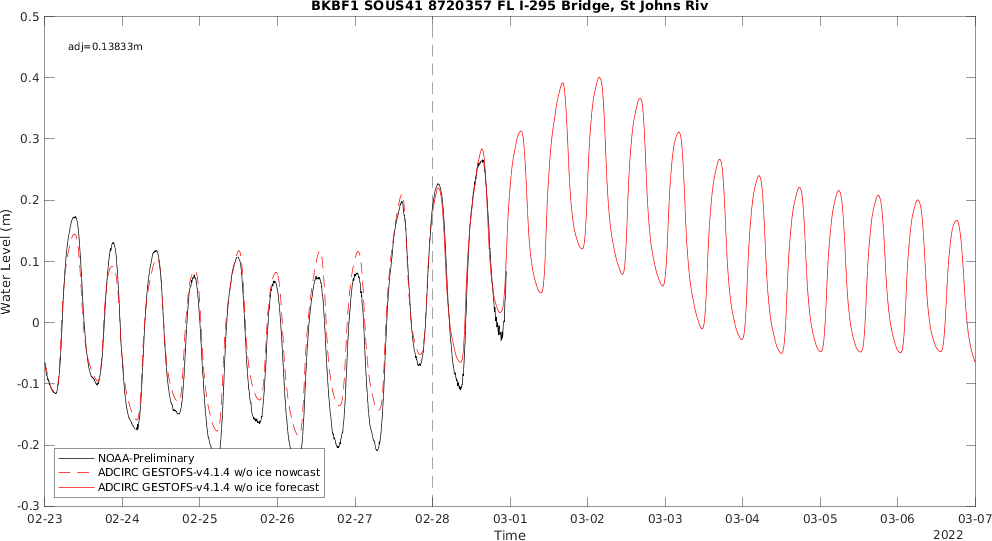 BKBF1 SOUS41 8720357 FL I-295 Bridge, St Johns Riv
adj=0.13833m
Water Level (m)
0.5
0.4
0.3
0.2
0.1
0
-0.1
-0.2
-0.3
NOAA-Preliminary
ADCIRC GESTOFS-v4.1.4 w/o ice nowcast
ADCIRC GESTOFS-v4.1.4 w/o ice forecast
02-23 02-24 02-25 02-26 02-27 02-28 03-01 03-02 03-03 03-04 03-05 03-06 03-07
Time
2022